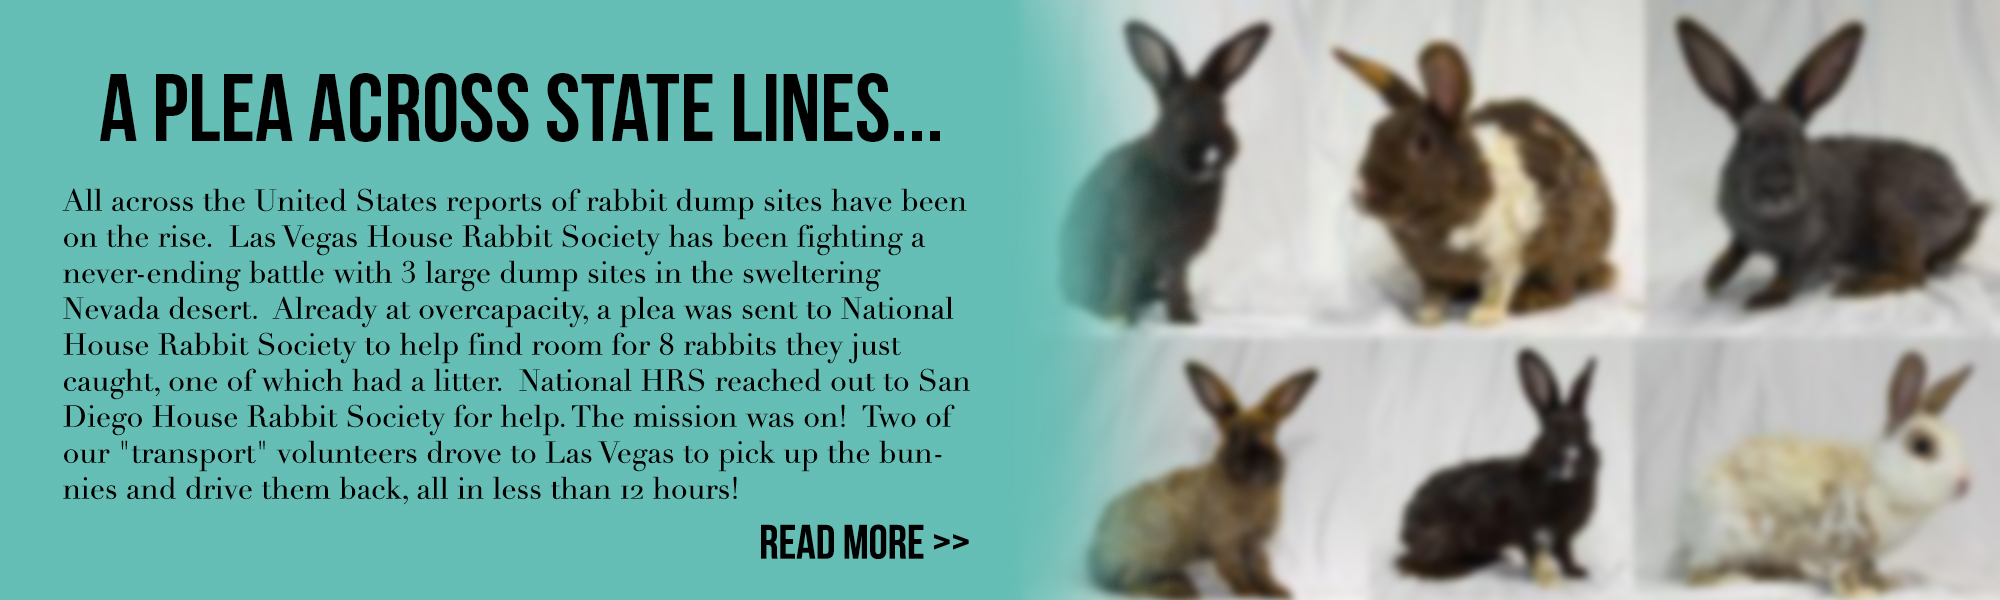 A PLEA ACROSS STATE LINES...
All across the United States reports of rabbit dump sites have been
on the rise.  Las Vegas House Rabbit Society has been fighting a
never-ending battle with 3 large dump sites in the sweltering
Nevada desert.  Already at overcapacity, a plea was sent to National
House Rabbit Society to help find room for 8 rabbits they just
caught, one of which had a litter.  National HRS reached out to San
Diego House Rabbit Society for help. The mission was on!  Two of
our "transport" volunteers drove to Las Vegas to pick up the bun-
nies and drive them back, all in less than 12 hours!
READ MORE >>